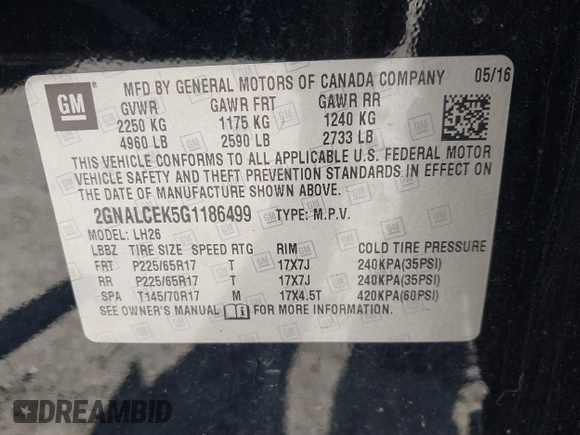 GM
MFD BY GENERAL MOTORS OF CANADA COMPANY 05/16
GVWR GAWR FRT GAWR RR
2250 KG 1175 KG 1240 KG
4960 LB 2590 LB 2733 LB
THIS VEHICLE CONFORMS TO ALL APPLICABLE U.S. FEDERAL MOTOR
VEHICLE SAFETY AND THEFT PREVENTION STANDARDS IN EFFECT ON
THE DATE OF MANUFACTURE SHOWN ABOVE.
2GNALCEK5G1186499 TYPE: M.P.V.
MODEL: LH26
LBBZ TIRE SIZE SPEED RTG RIM COLD TIRE PRESSURE
FRT P225/65R17 T 17X7J 240KPA(35PSI)
RR P225/65R17 T 17X7J 240KPA(35PSI)
SPA T145/70R17 M 17X4.5T 420KPA(60PSI)
SEE OWNER'S MANUAL FOR MORE INFORMATION.
DREAMBID